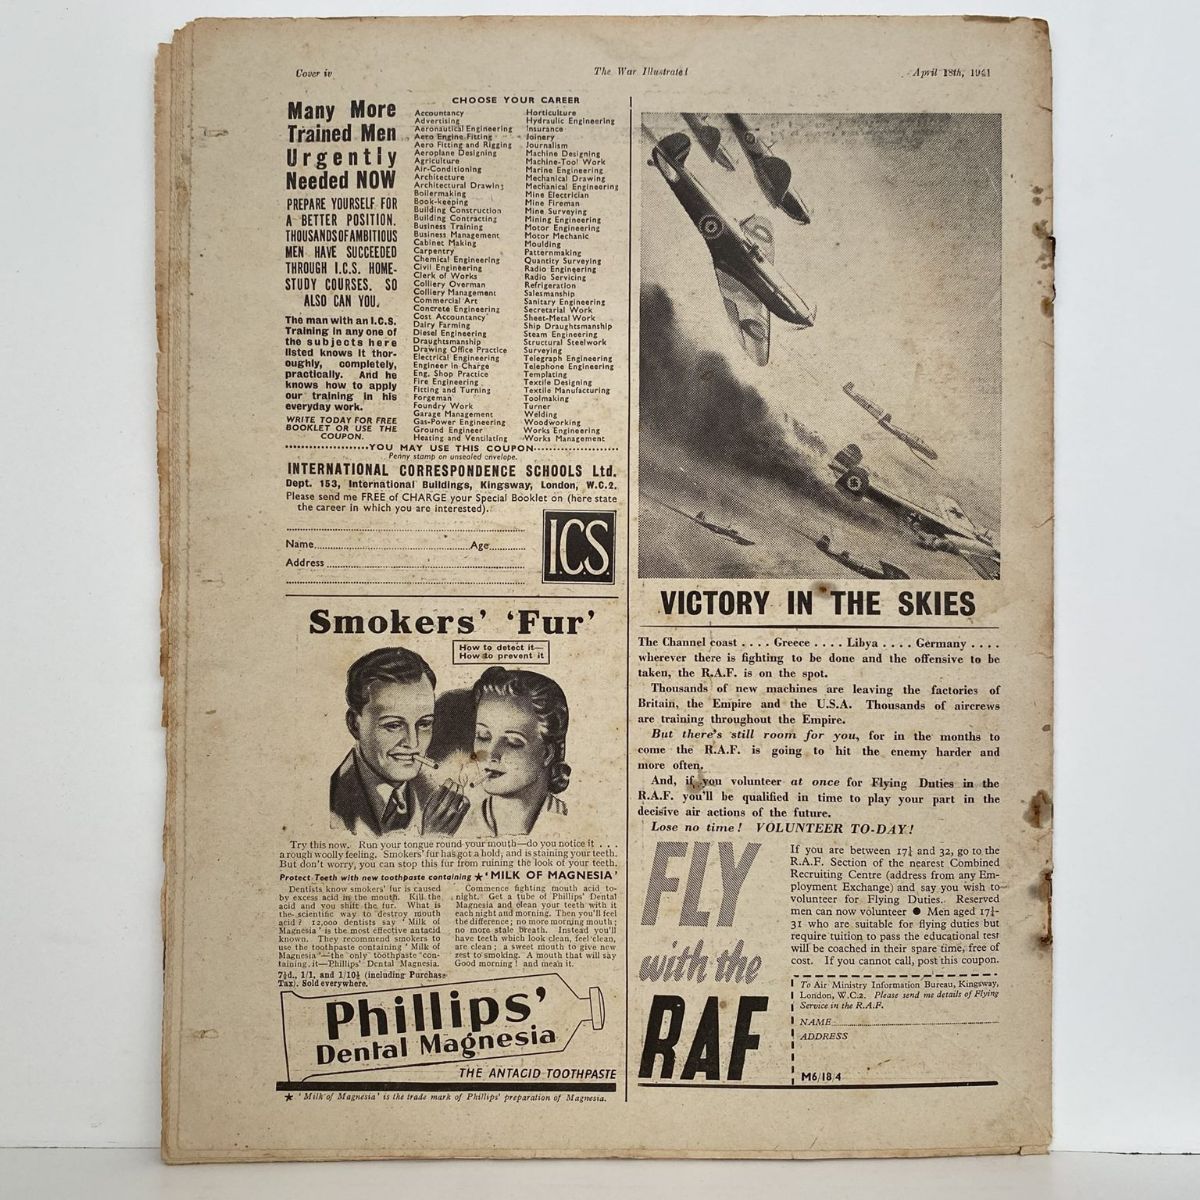 Cover iv
The War Illustrated
April 18th, 1941
Many More
Trained Men
Urgently
Needed NOW
PREPARE YOURSELF FOR
A BETTER POSITION.
THOUSANDS OF AMBITIOUS
MEN HAVE SUCCEEDED
THROUGH I.C.S. HOME-
STUDY COURSES. SO
ALSO CAN YOU.
The man with an I.C.S.
Training in any one of
the subjects here
listed knows it thor-
oughly, completely,
practically. And he
knows how to apply
our training in his
everyday work.
WRITE TODAY FOR FREE
BOOKLET OR USE THE
COUPON.
CHOOSE YOUR CAREER
Accountancy
Advertising
Aeronautical Engineering
Aero Engine Fitting
Aero Fitting and Rigging
Aeroplane Designing
Agriculture
Air-Conditioning
Architecture
Architectural Drawing
Boilermaking
Book-keeping
Building Construction
Building Contracting
Business Training
Business Management
Cabinet Making
Carpentry
Chemical Engineering
Civil Engineering
Clerk of Works
Colliery Overman
Colliery Management
Commercial Art
Concrete Engineering
Cost Accountancy
Dairy Farming
Diesel Engineering
Draughtsmanship
Drawing Office Practice
Electrical Engineering
Engineer in Charge
Eng. Shop Practice
Fire Engineering
Fitting and Turning
Forgeman
Foundry Work
Garage Management
Gas-Power Engineering
Ground Engineer
Heating and Ventilating
Horticulture
Hydraulic Engineering
Insurance
Joinery
Journalism
Machine Designing
Machine-Tool Work
Marine Engineering
Mechanical Drawing
Mechanical Engineering
Mine Electrician
Mine Fireman
Mine Surveying
Mining Engineering
Motor Engineering
Motor Mechanic
Moulding
Patternmaking
Quantity Surveying
Radio Engineering
Radio Servicing
Refrigeration
Salesmanship
Sanitary Engineering
Secretarial Work
Sheet-Metal Work
Ship Draughtsmanship
Steam Engineering
Structural Steelwork
Surveying
Telegraph Engineering
Telephone Engineering
Templating
Textile Designing
Textile Manufacturing
Toolmaking
Turner
Welding
Woodworking
Works Engineering
Works Management
YOU MAY USE THIS COUPON
Penny stamp on unsealed envelope.
INTERNATIONAL CORRESPONDENCE SCHOOLS Ltd.
Dept. 153, International Buildings, Kingsway, London, W.C.2.
Please send me FREE of CHARGE your Special Booklet on (here state
the career in which you are interested).
Name Age
Address
I.C.S.
Smokers' 'Fur'
How to detect it—
How to prevent it
Try this now. Run your tongue round your mouth—do you notice it . . .
a rough woolly feeling. Smokers' fur has got a hold, and is staining your teeth.
But don't worry, you can stop this fur from ruining the look of your teeth.
Protect Teeth with new toothpaste containing ★ 'MILK OF MAGNESIA'
Dentists know smokers' fur is caused
by excess acid in the mouth. Kill the
acid and you shift the fur. What is
the scientific way to destroy mouth
acid? 12,000 dentists say 'Milk of
Magnesia' is the most effective antacid
known. They recommend smokers to
use the toothpaste containing 'Milk of
Magnesia'—the only toothpaste con-
taining it—Phillips' Dental Magnesia.
7½d., 1/1, and 1/10½ (including Purchase
Tax). Sold everywhere.
Commence fighting mouth acid to-
night. Get a tube of Phillips' Dental
Magnesia and clean your teeth with it
each night and morning. Then you'll feel
the difference; no more morning mouth;
no more stale breath. Instead you'll
have teeth which look clean, feel clean,
are clean; a sweet mouth to give new
zest to smoking. A mouth that will say
Good morning! and mean it.
Phillips'
Dental Magnesia
THE ANTACID TOOTHPASTE
★ 'Milk of Magnesia' is the trade mark of Phillips' preparation of Magnesia.
VICTORY IN THE SKIES
The Channel coast . . . . Greece . . . . Libya . . . . Germany . . . .
wherever there is fighting to be done and the offensive to be
taken, the R.A.F. is on the spot.
Thousands of new machines are leaving the factories of
Britain, the Empire and the U.S.A. Thousands of aircrews
are training throughout the Empire.
But there's still room for you, for in the months to
come the R.A.F. is going to hit the enemy harder and
more often.
And, if you volunteer at once for Flying Duties in the
R.A.F. you'll be qualified in time to play your part in the
decisive air actions of the future.
Lose no time! VOLUNTEER TO-DAY!
FLY
with the
RAF
If you are between 17¼ and 32, go to the
R.A.F. Section of the nearest Combined
Recruiting Centre (address from any Em-
ployment Exchange) and say you wish to
volunteer for Flying Duties. Reserved
men can now volunteer ● Men aged 17¼-
31 who are suitable for flying duties but
require tuition to pass the educational test
will be coached in their spare time, free of
cost. If you cannot call, post this coupon.
To Air Ministry Information Bureau, Kingsway,
London, W.C.2. Please send me details of Flying
Service in the R.A.F.
NAME
ADDRESS
M6/18/4